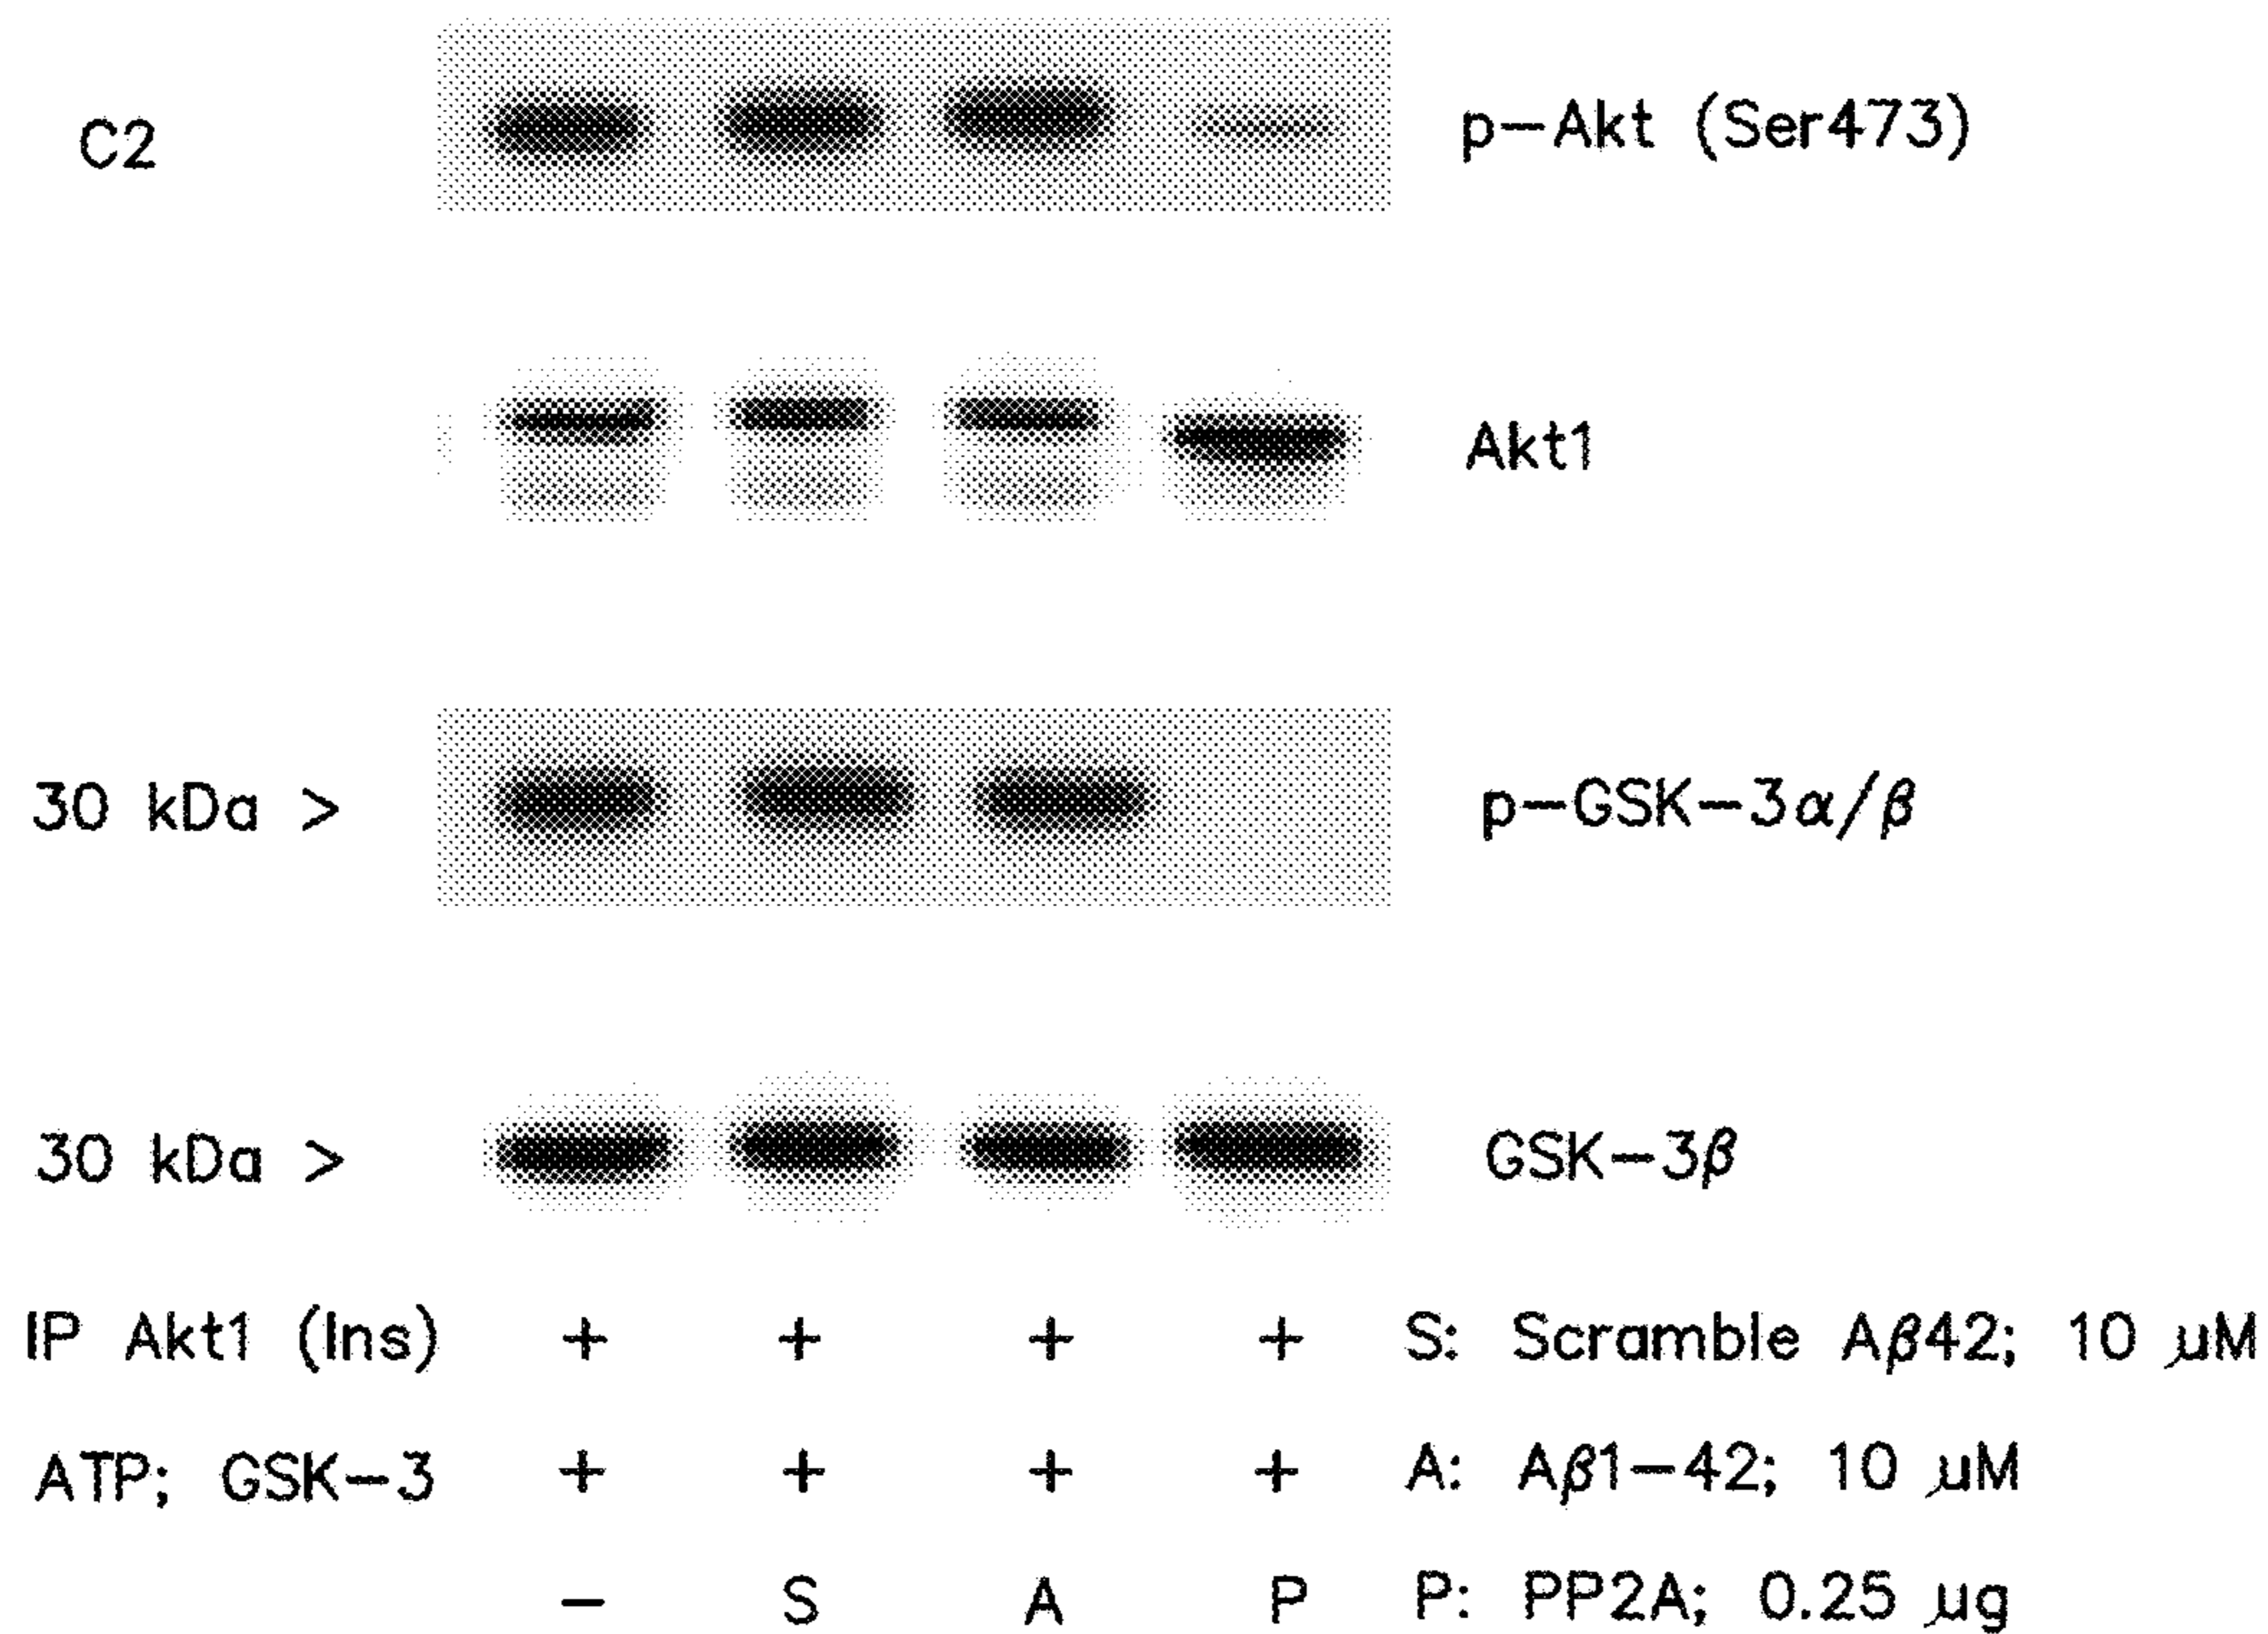 C2 p-Akt (Ser473)
Akt1
30 kDa > p-GSK-3α/β
30 kDa > GSK-3β
IP Akt1 (Ins) + + + + S: Scramble Aβ42; 10 µM
ATP; GSK-3 + + + + A: Aβ1-42; 10 µM
- S A P P: PP2A; 0.25 µg